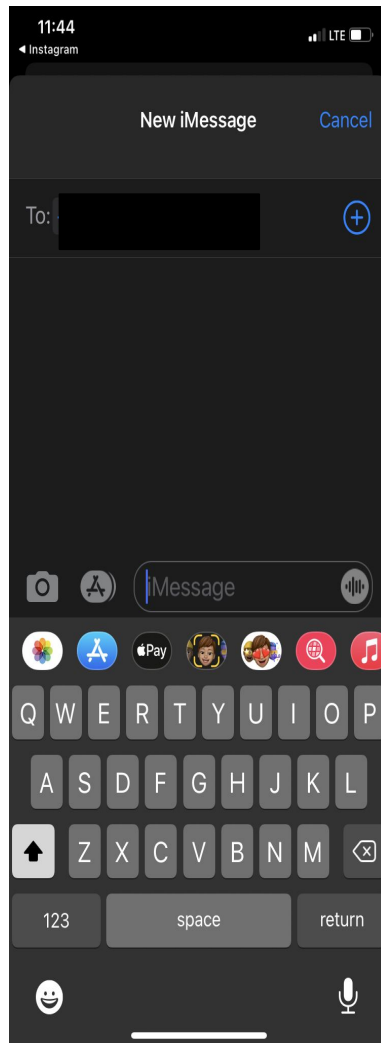 11:44
LTE
◀ Instagram
New iMessage
Cancel
To:
iMessage
Pay
Q W E R T Y U I O P
A S D F G H J K L
Z X C V B N M
123
space
return